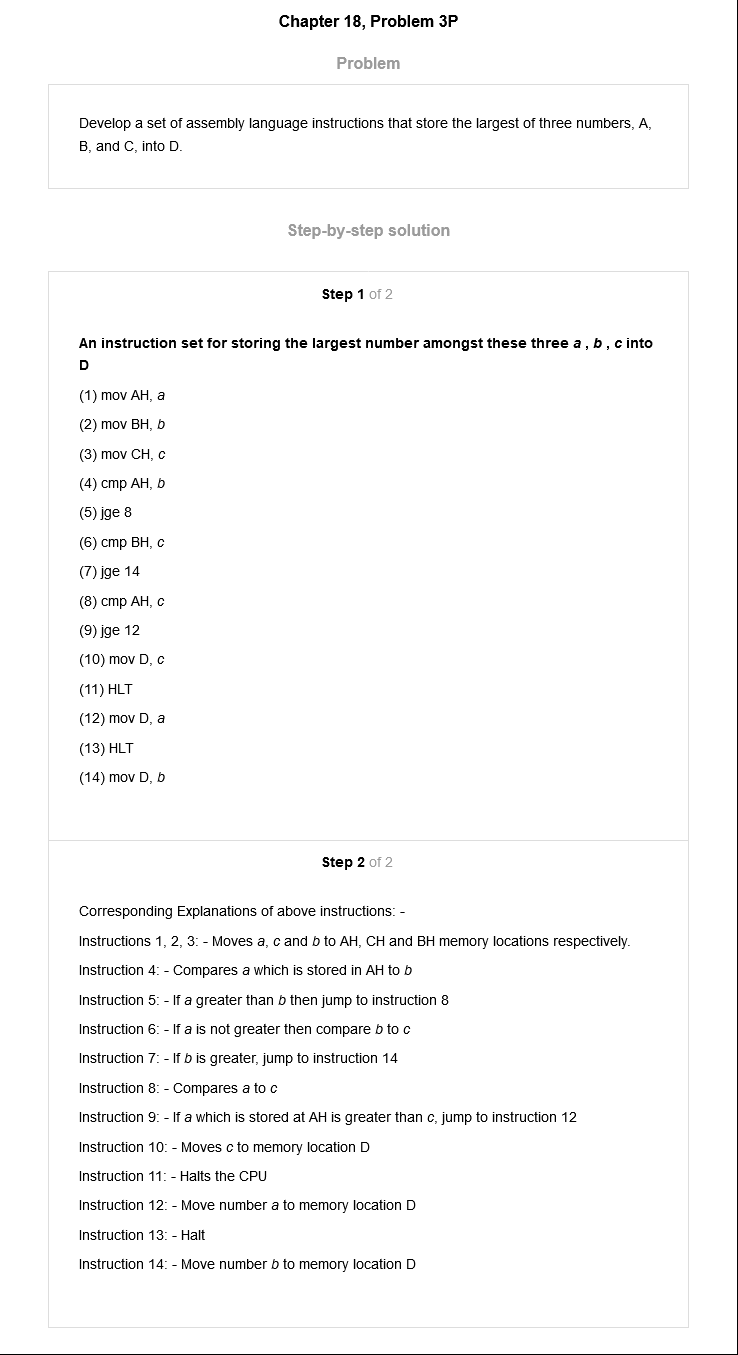 Chapter 18, Problem 3P
Problem
Develop a set of assembly language instructions that store the largest of three numbers, A,
B, and C, into D.
Step-by-step solution
Step 1 of 2
An instruction set for storing the largest number amongst these three a , b , c into
D
(1) mov AH, a
(2) mov BH, b
(3) mov CH, c
(4) cmp AH, b
(5) jge 8
(6) cmp BH, c
(7) jge 14
(8) cmp AH, c
(9) jge 12
(10) mov D, c
(11) HLT
(12) mov D, a
(13) HLT
(14) mov D, b
Step 2 of 2
Corresponding Explanations of above instructions: -
Instructions 1, 2, 3: - Moves a, c and b to AH, CH and BH memory locations respectively.
Instruction 4: - Compares a which is stored in AH to b
Instruction 5: - If a greater than b then jump to instruction 8
Instruction 6: - If a is not greater then compare b to c
Instruction 7: - If b is greater, jump to instruction 14
Instruction 8: - Compares a to c
Instruction 9: - If a which is stored at AH is greater than c, jump to instruction 12
Instruction 10: - Moves c to memory location D
Instruction 11: - Halts the CPU
Instruction 12: - Move number a to memory location D
Instruction 13: - Halt
Instruction 14: - Move number b to memory location D